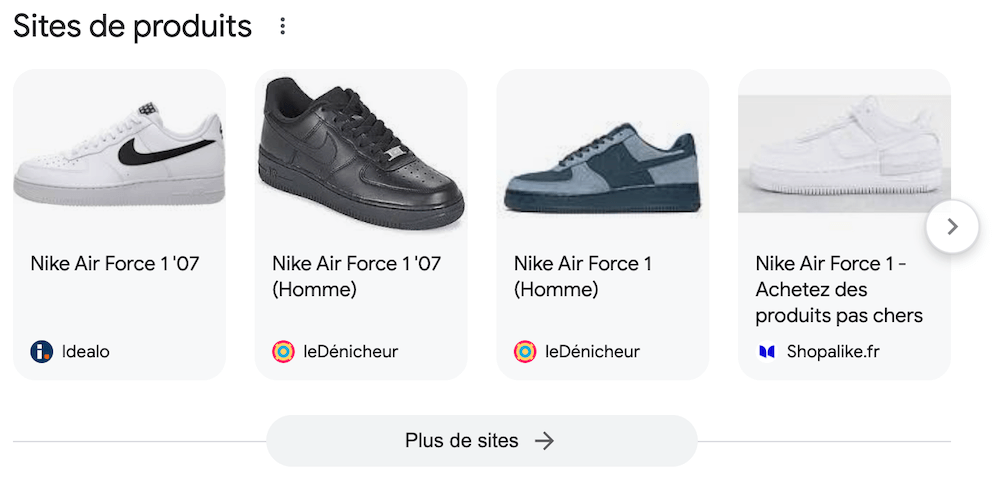 Sites de produits
Nike Air Force 1 '07
Idealo
Nike Air Force 1 '07
(Homme)
leDénicheur
Nike Air Force 1
(Homme)
leDénicheur
Nike Air Force 1 -
Achetez des
produits pas chers
Shopalike.fr
Plus de sites